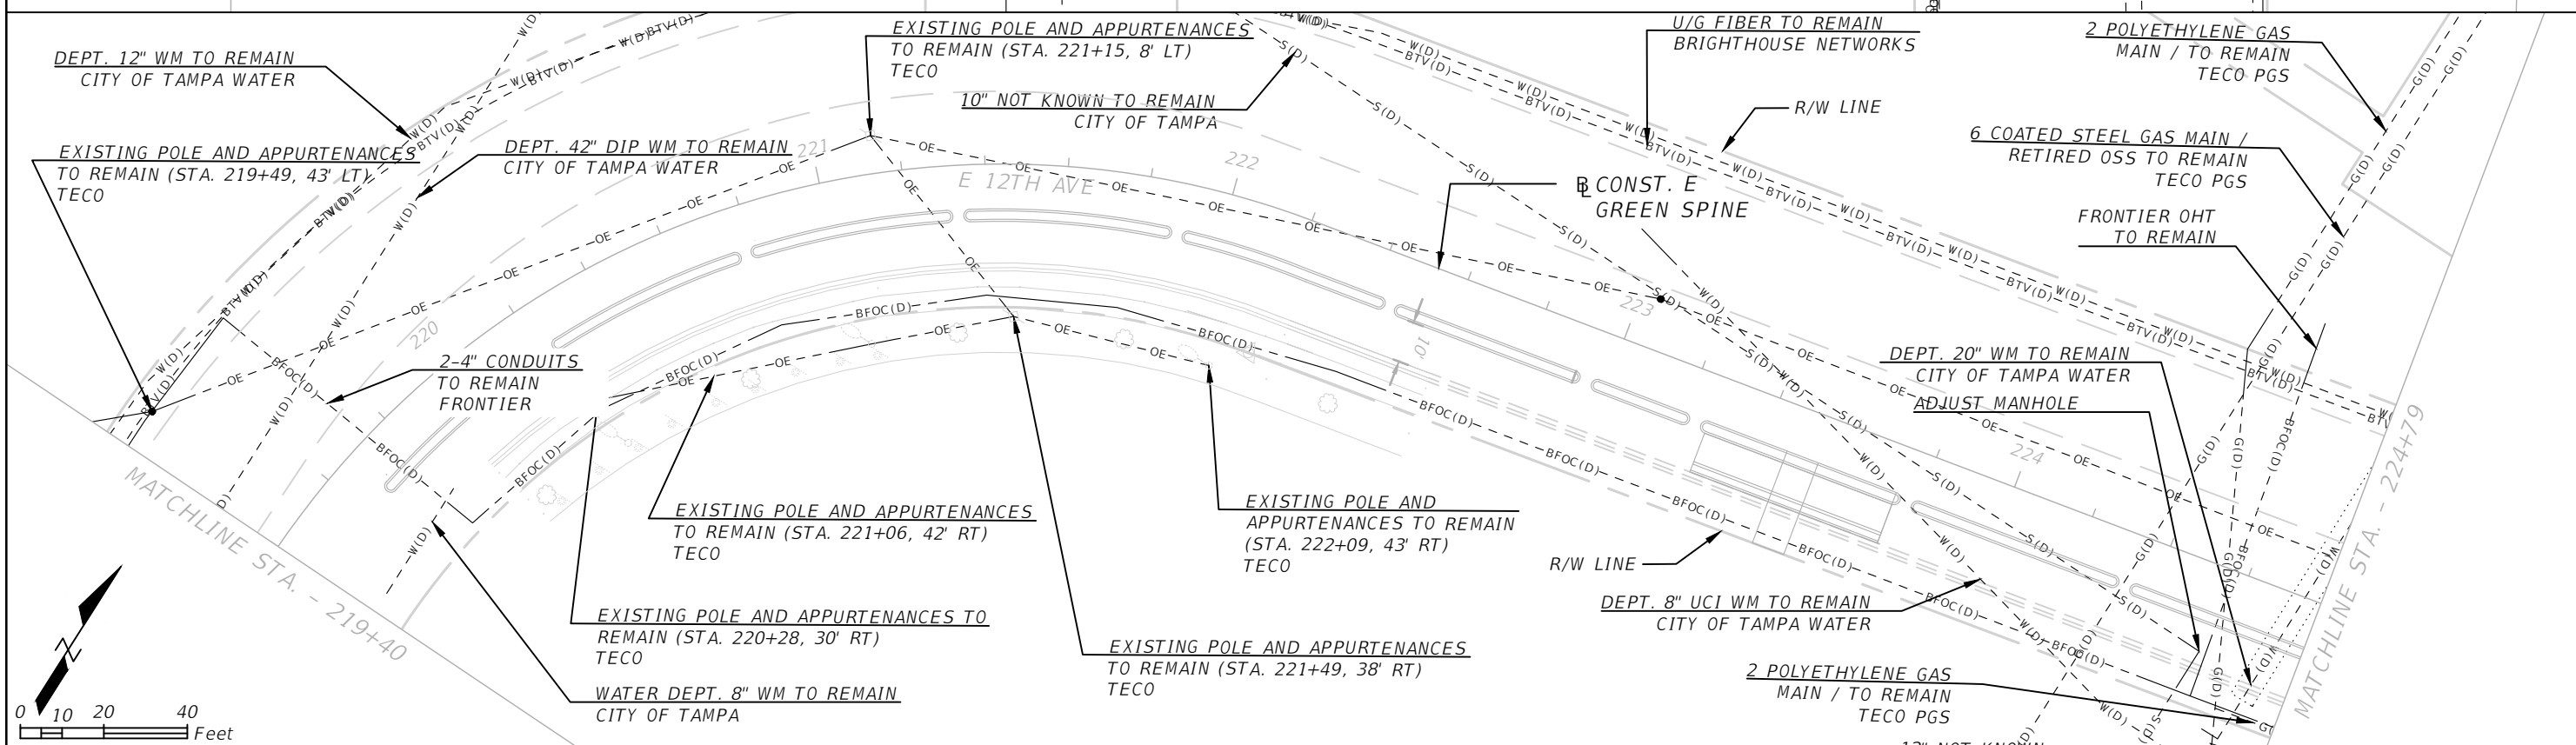 DEPT. 12" WM TO REMAIN
CITY OF TAMPA WATER
EXISTING POLE AND APPURTENANCES
TO REMAIN (STA. 219+49, 43' LT)
TECO
DEPT. 42" DIP WM TO REMAIN
CITY OF TAMPA WATER
EXISTING POLE AND APPURTENANCES
TO REMAIN (STA. 221+15, 8' LT)
TECO
10" NOT KNOWN TO REMAIN
CITY OF TAMPA
U/G FIBER TO REMAIN
BRIGHTHOUSE NETWORKS
R/W LINE
2 POLYETHYLENE GAS
MAIN / TO REMAIN
TECO PGS
6 COATED STEEL GAS MAIN /
RETIRED OSS TO REMAIN
TECO PGS
FRONTIER OHT
TO REMAIN
BL CONST. E
GREEN SPINE
E 12TH AVE
220
221
222
223
224
10'
2-4" CONDUITS
TO REMAIN
FRONTIER
DEPT. 20" WM TO REMAIN
CITY OF TAMPA WATER
ADJUST MANHOLE
EXISTING POLE AND APPURTENANCES
TO REMAIN (STA. 221+06, 42' RT)
TECO
EXISTING POLE AND
APPURTENANCES TO REMAIN
(STA. 222+09, 43' RT)
TECO
R/W LINE
DEPT. 8" UCI WM TO REMAIN
CITY OF TAMPA WATER
EXISTING POLE AND APPURTENANCES TO
REMAIN (STA. 220+28, 30' RT)
TECO
EXISTING POLE AND APPURTENANCES
TO REMAIN (STA. 221+49, 38' RT)
TECO
WATER DEPT. 8" WM TO REMAIN
CITY OF TAMPA
2 POLYETHYLENE GAS
MAIN / TO REMAIN
TECO PGS
MATCHLINE STA. - 219+40
MATCHLINE STA. - 224+79
N
0 10 20 40
Feet
W(D)
BTV(D)
OE
BFOC(D)
S(D)
G(D)